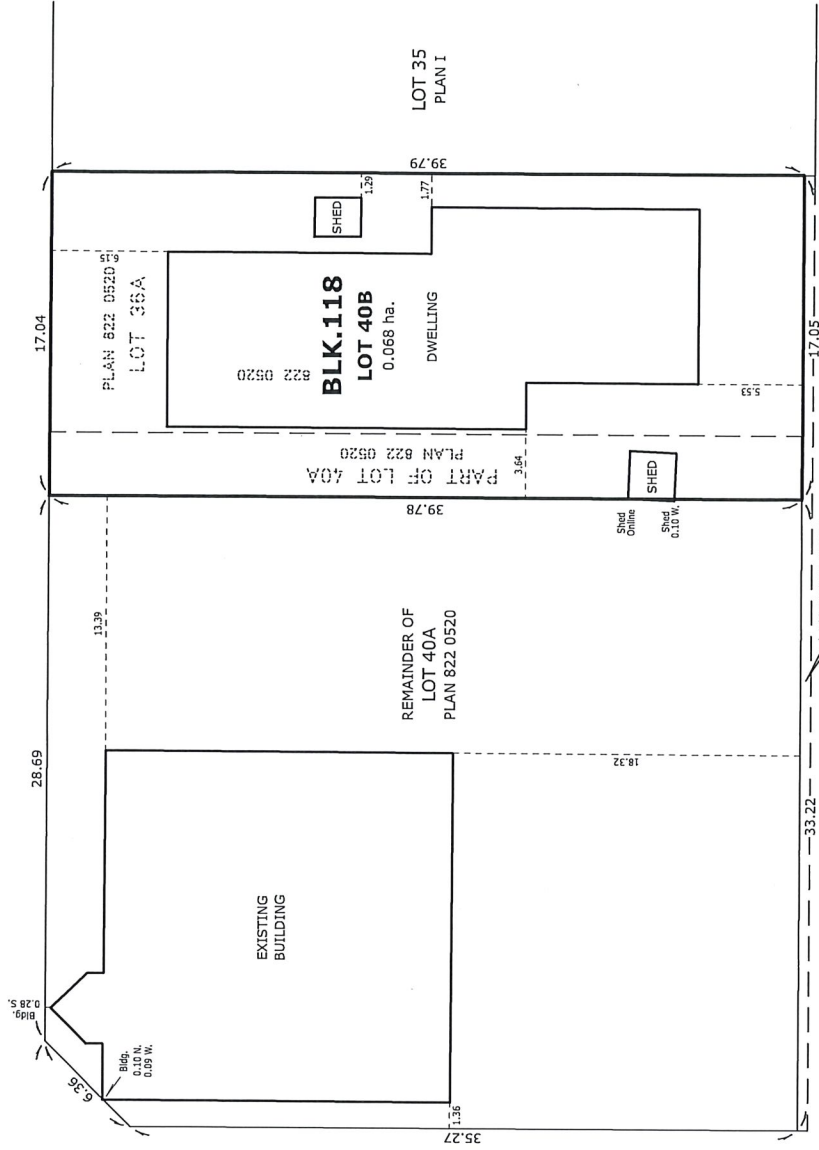 LOT 35
PLAN I
39.79
17.04
6.15
PLAN 822 0520
LOT 36A
SHED
1.29
1.77
822 0520
BLK.118
LOT 40B
0.068 ha.
DWELLING
5.53
17.05
PART OF LOT 40A
PLAN 822 0520
3.64
SHED
39.78
Shed
Online
Shed
0.10 W.
13.39
REMAINDER OF
LOT 40A
PLAN 822 0520
28.69
18.32
33.22
EXISTING
BUILDING
Bldg.
0.28 S.
Bldg.
0.10 N.
0.09 W.
6.36
1.36
35.27